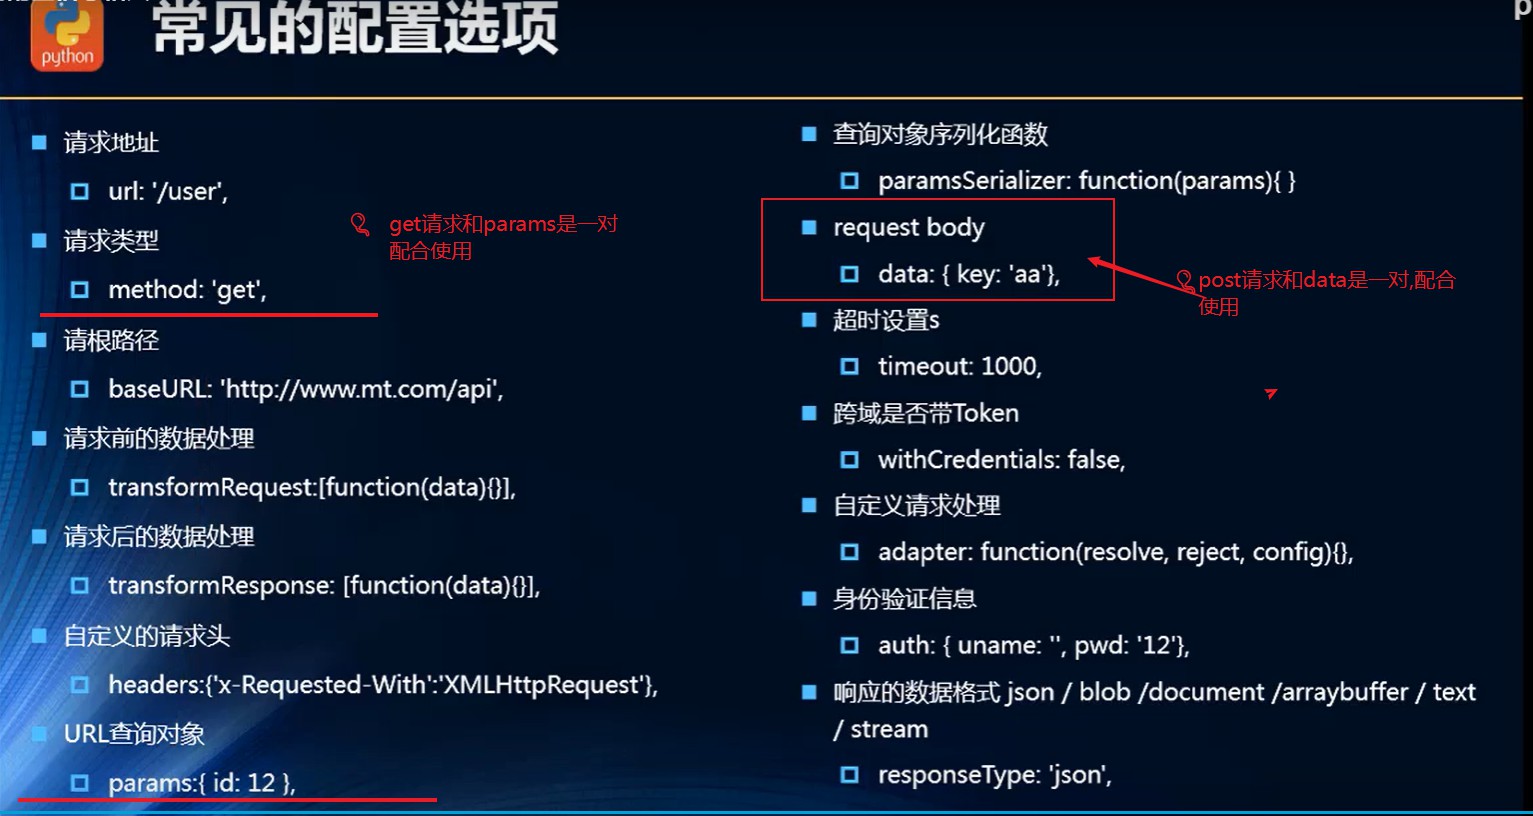 常见的配置选项
python
p
请求地址
url: '/user',
请求类型
method: 'get',
get请求和params是一对
配合使用
请根路径
baseURL: 'http://www.mt.com/api',
请求前的数据处理
transformRequest:[function(data){}],
请求后的数据处理
transformResponse: [function(data){}],
自定义的请求头
headers:{'x-Requested-With':'XMLHttpRequest'},
URL查询对象
params:{ id: 12 },
查询对象序列化函数
paramsSerializer: function(params){ }
request body
data: { key: 'aa'},
post请求和data是一对,配合
使用
超时设置s
timeout: 1000,
跨域是否带Token
withCredentials: false,
自定义请求处理
adapter: function(resolve, reject, config){},
身份验证信息
auth: { uname: '', pwd: '12'},
响应的数据格式 json / blob /document /arraybuffer / text
/ stream
responseType: 'json',